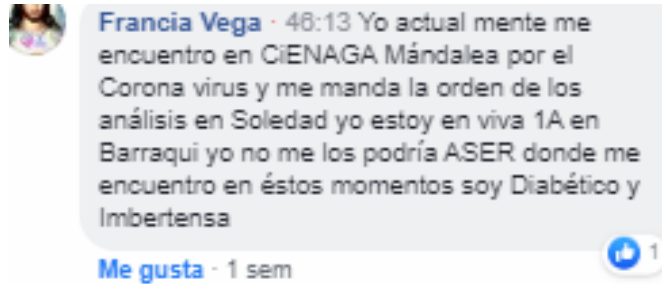 Francia Vega · 46:13 Yo actual mente me
encuentro en CiENAGA Mándalea por el
Corona virus y me manda la orden de los
análisis en Soledad yo estoy en viva 1A en
Barraqui yo no me los podría ASER donde me
encuentro en éstos momentos soy Diabético y
Imbertensa
1
Me gusta · 1 sem